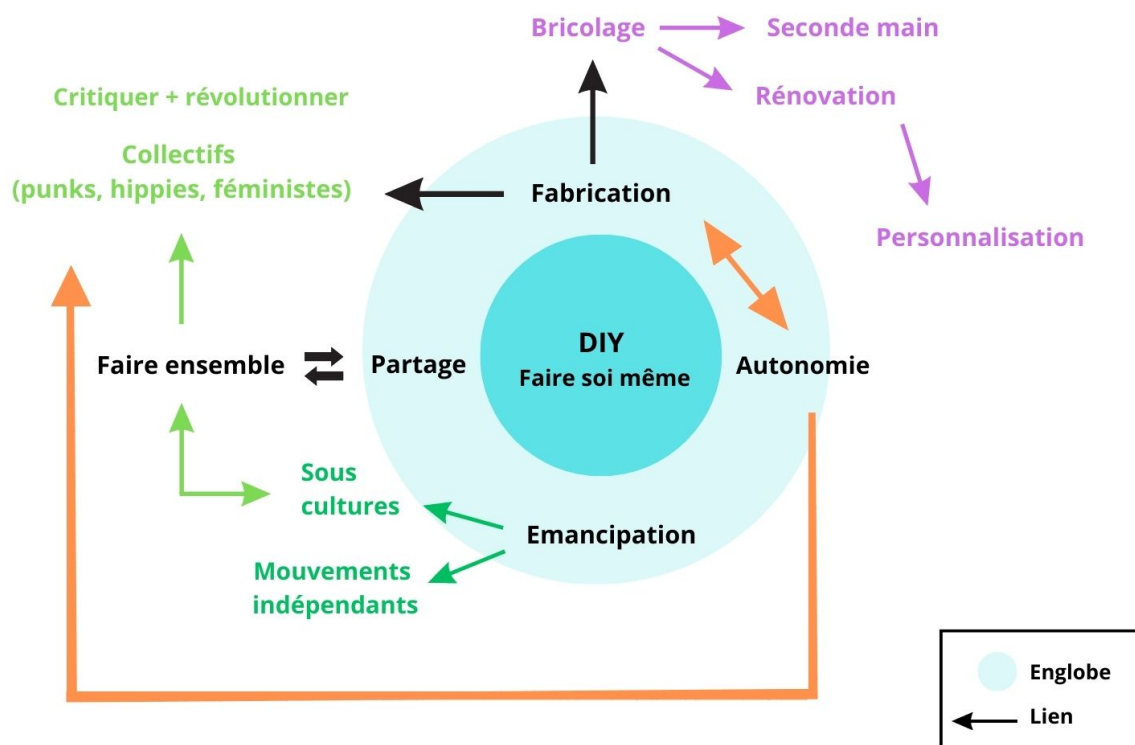 Bricolage
Seconde main
Rénovation
Personnalisation
Critiquer + révolutionner
Collectifs
(punks, hippies, féministes)
Fabrication
Faire ensemble
Partage
DIY
Faire soi même
Autonomie
Sous
cultures
Emancipation
Mouvements
indépendants
Englobe
Lien